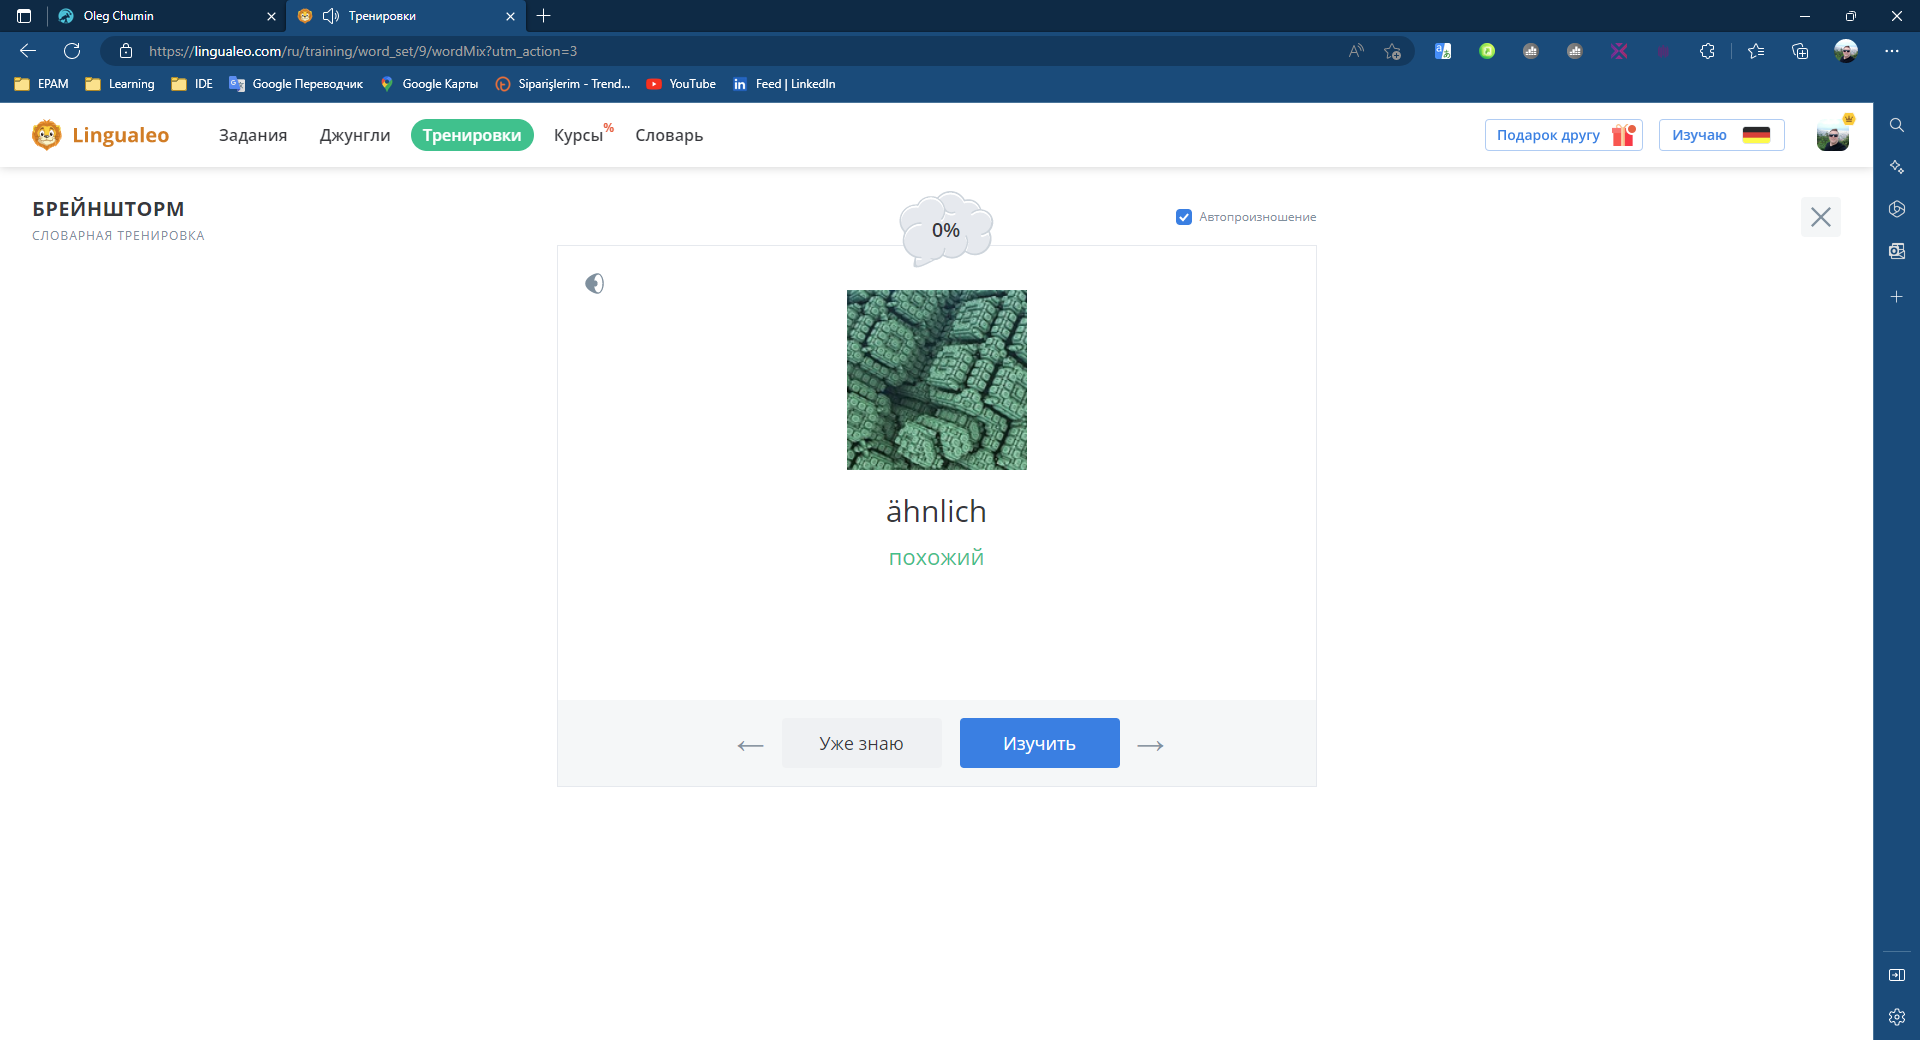 Oleg Chumin
Тренировки
https://lingualeo.com/ru/training/word_set/9/wordMix?utm_action=3
EPAM
Learning
IDE
Google Переводчик
Google Карты
Siparişlerim - Trend...
YouTube
Feed | LinkedIn
Lingualeo
Задания
Джунгли
Тренировки
Курсы%
Словарь
Подарок другу
Изучаю
БРЕЙНШТОРМ
СЛОВАРНАЯ ТРЕНИРОВКА
0%
Автопроизношение
ähnlich
похожий
Уже знаю
Изучить